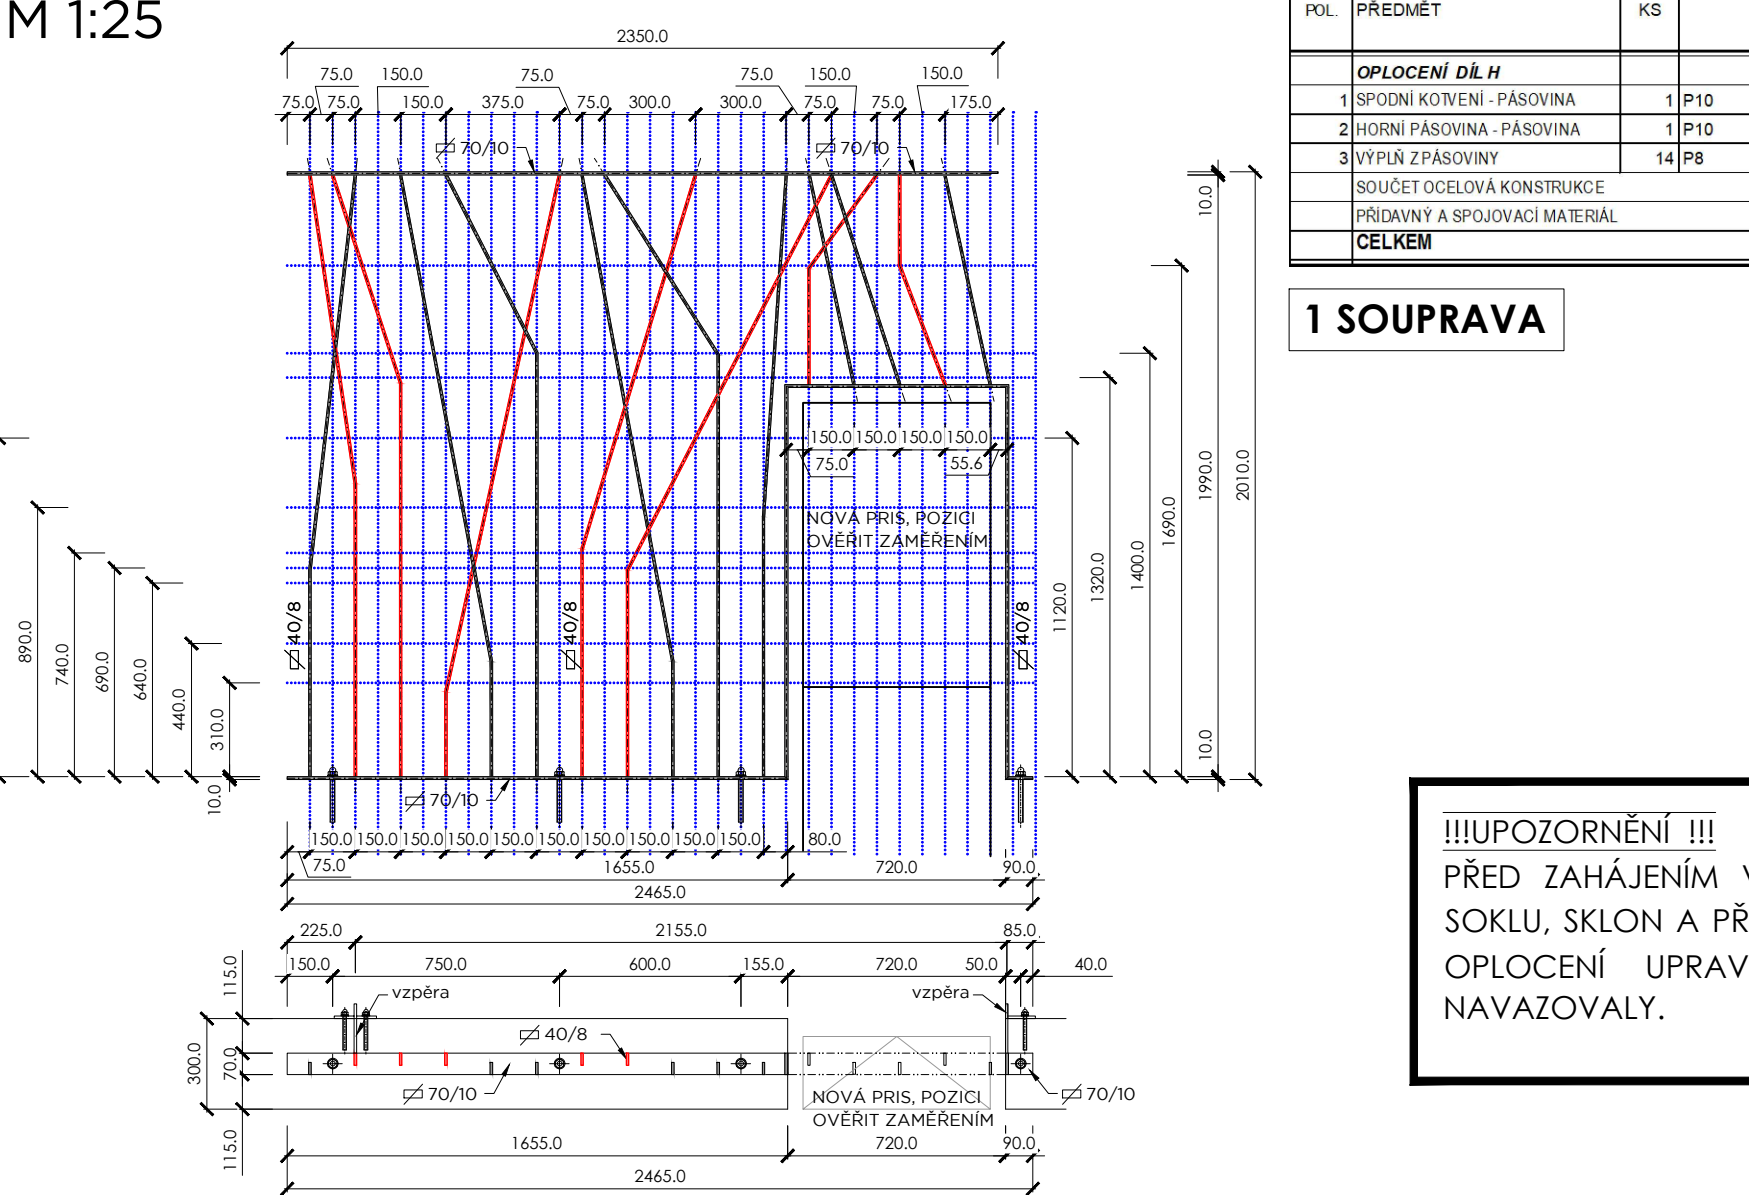 M 1:25
2350.0
75.0 150.0 75.0 75.0 150.0 150.0
75.0 75.0 150.0 375.0 75.0 300.0 300.0 75.0 75.0 175.0
70/10 70/10
10.0
1990.0
2010.0
1690.0
1400.0
1320.0
1120.0
10.0
150.0 150.0 150.0 150.0
75.0 55.6
NOVÁ PRIS, POZICI
OVĚŘIT ZAMĚŘENÍM
40/8 40/8 40/8
890.0
740.0
690.0
640.0
440.0
310.0
10.0
70/10
150.0 150.0 150.0 150.0 150.0 150.0 150.0 150.0 150.0 150.0 80.0
75.0 1655.0 720.0 90.0
2465.0
225.0 2155.0 85.0
150.0 750.0 600.0 155.0 720.0 50.0 40.0
115.0
vzpěra vzpěra
40/8
300.0
70.0
70/10 70/10
NOVÁ PRIS, POZICI
OVĚŘIT ZAMĚŘENÍM
115.0
1655.0 720.0 90.0
2465.0
POL. PŘEDMĚT KS
OPLOCENÍ DÍL H
1 SPODNÍ KOTVENÍ - PÁSOVINA 1 P10
2 HORNÍ PÁSOVINA - PÁSOVINA 1 P10
3 VÝPLŇ Z PÁSOVINY 14 P8
SOUČET OCELOVÁ KONSTRUKCE
PŘÍDAVNÝ A SPOJOVACÍ MATERIÁL
CELKEM
1 SOUPRAVA
!!!UPOZORNĚNÍ !!!
PŘED ZAHÁJENÍM
SOKLU, SKLON A PŘ
OPLOCENÍ UPRAV
NAVAZOVALY.